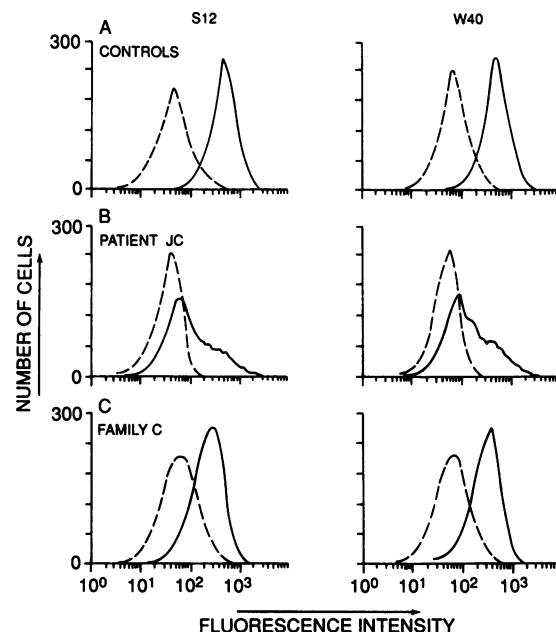 S12 W40
A
CONTROLS
300
0
B
PATIENT JC
300
0
C
FAMILY C
300
0
NUMBER OF CELLS
10⁰ 10¹ 10² 10³ 10⁰ 10¹ 10² 10³
FLUORESCENCE INTENSITY